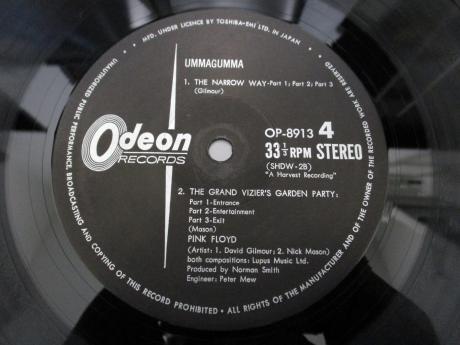 MFD. UNDER LICENCE BY TOSHIBA-EMI LTD. IN JAPAN
UMMAGUMMA
1. THE NARROW WAY-Part 1; Part 2; Part 3
(Gilmour)
Odeon
RECORDS
OP-8913 4
33 1/3 RPM STEREO
(SHDW-2B)
"A Harvest Recording"
2. THE GRAND VIZIER'S GARDEN PARTY:
Part 1-Entrance
Part 2-Entertainment
Part 3-Exit
(Mason)
PINK FLOYD
(Artist: 1. David Gilmour; 2. Nick Mason)
both compositions: Lupus Music Ltd.
Produced by Norman Smith
Engineer: Peter Mew
UNAUTHORIZED PUBLIC PERFORMANCE, BROADCASTING AND COPYING OF THIS RECORD PROHIBITED • ALL RIGHTS OF THE MANUFACTURER AND OF THE OWNER OF THE RECORDED WORK ARE RESERVED